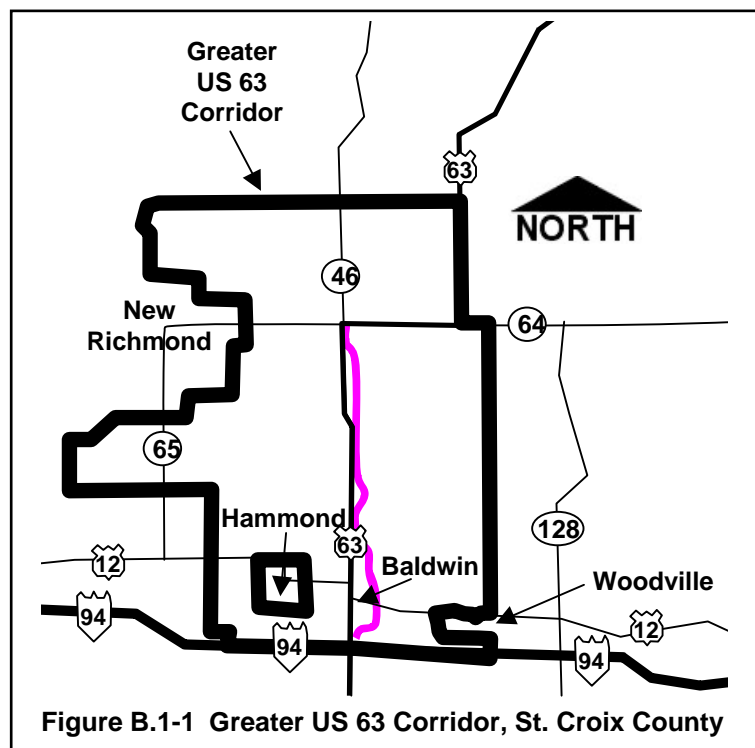 Greater
US 63
Corridor
63
NORTH
46
New
Richmond
64
65
Hammond
128
63
Baldwin
12
Woodville
94
12
94
94
Figure B.1-1 Greater US 63 Corridor, St. Croix County